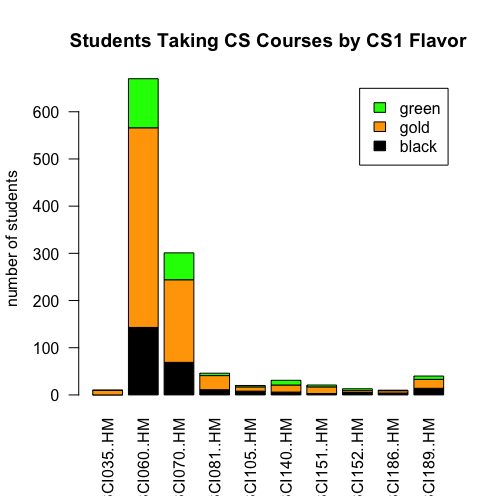 Students Taking CS Courses by CS1 Flavor
green
gold
black
number of students
600
500
400
300
200
100
0
CI035..HM
CI060..HM
CI070..HM
CI081..HM
CI105..HM
CI140..HM
CI151..HM
CI152..HM
CI186..HM
CI189..HM